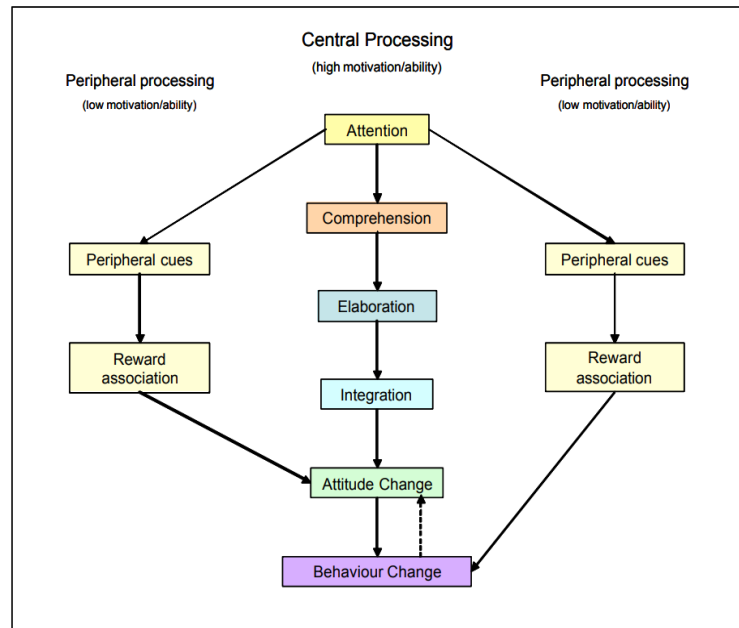 Central Processing
(high motivation/ability)
Peripheral processing
(low motivation/ability)
Peripheral processing
(low motivation/ability)
Attention
Comprehension
Peripheral cues
Peripheral cues
Elaboration
Reward
association
Reward
association
Integration
Attitude Change
Behaviour Change